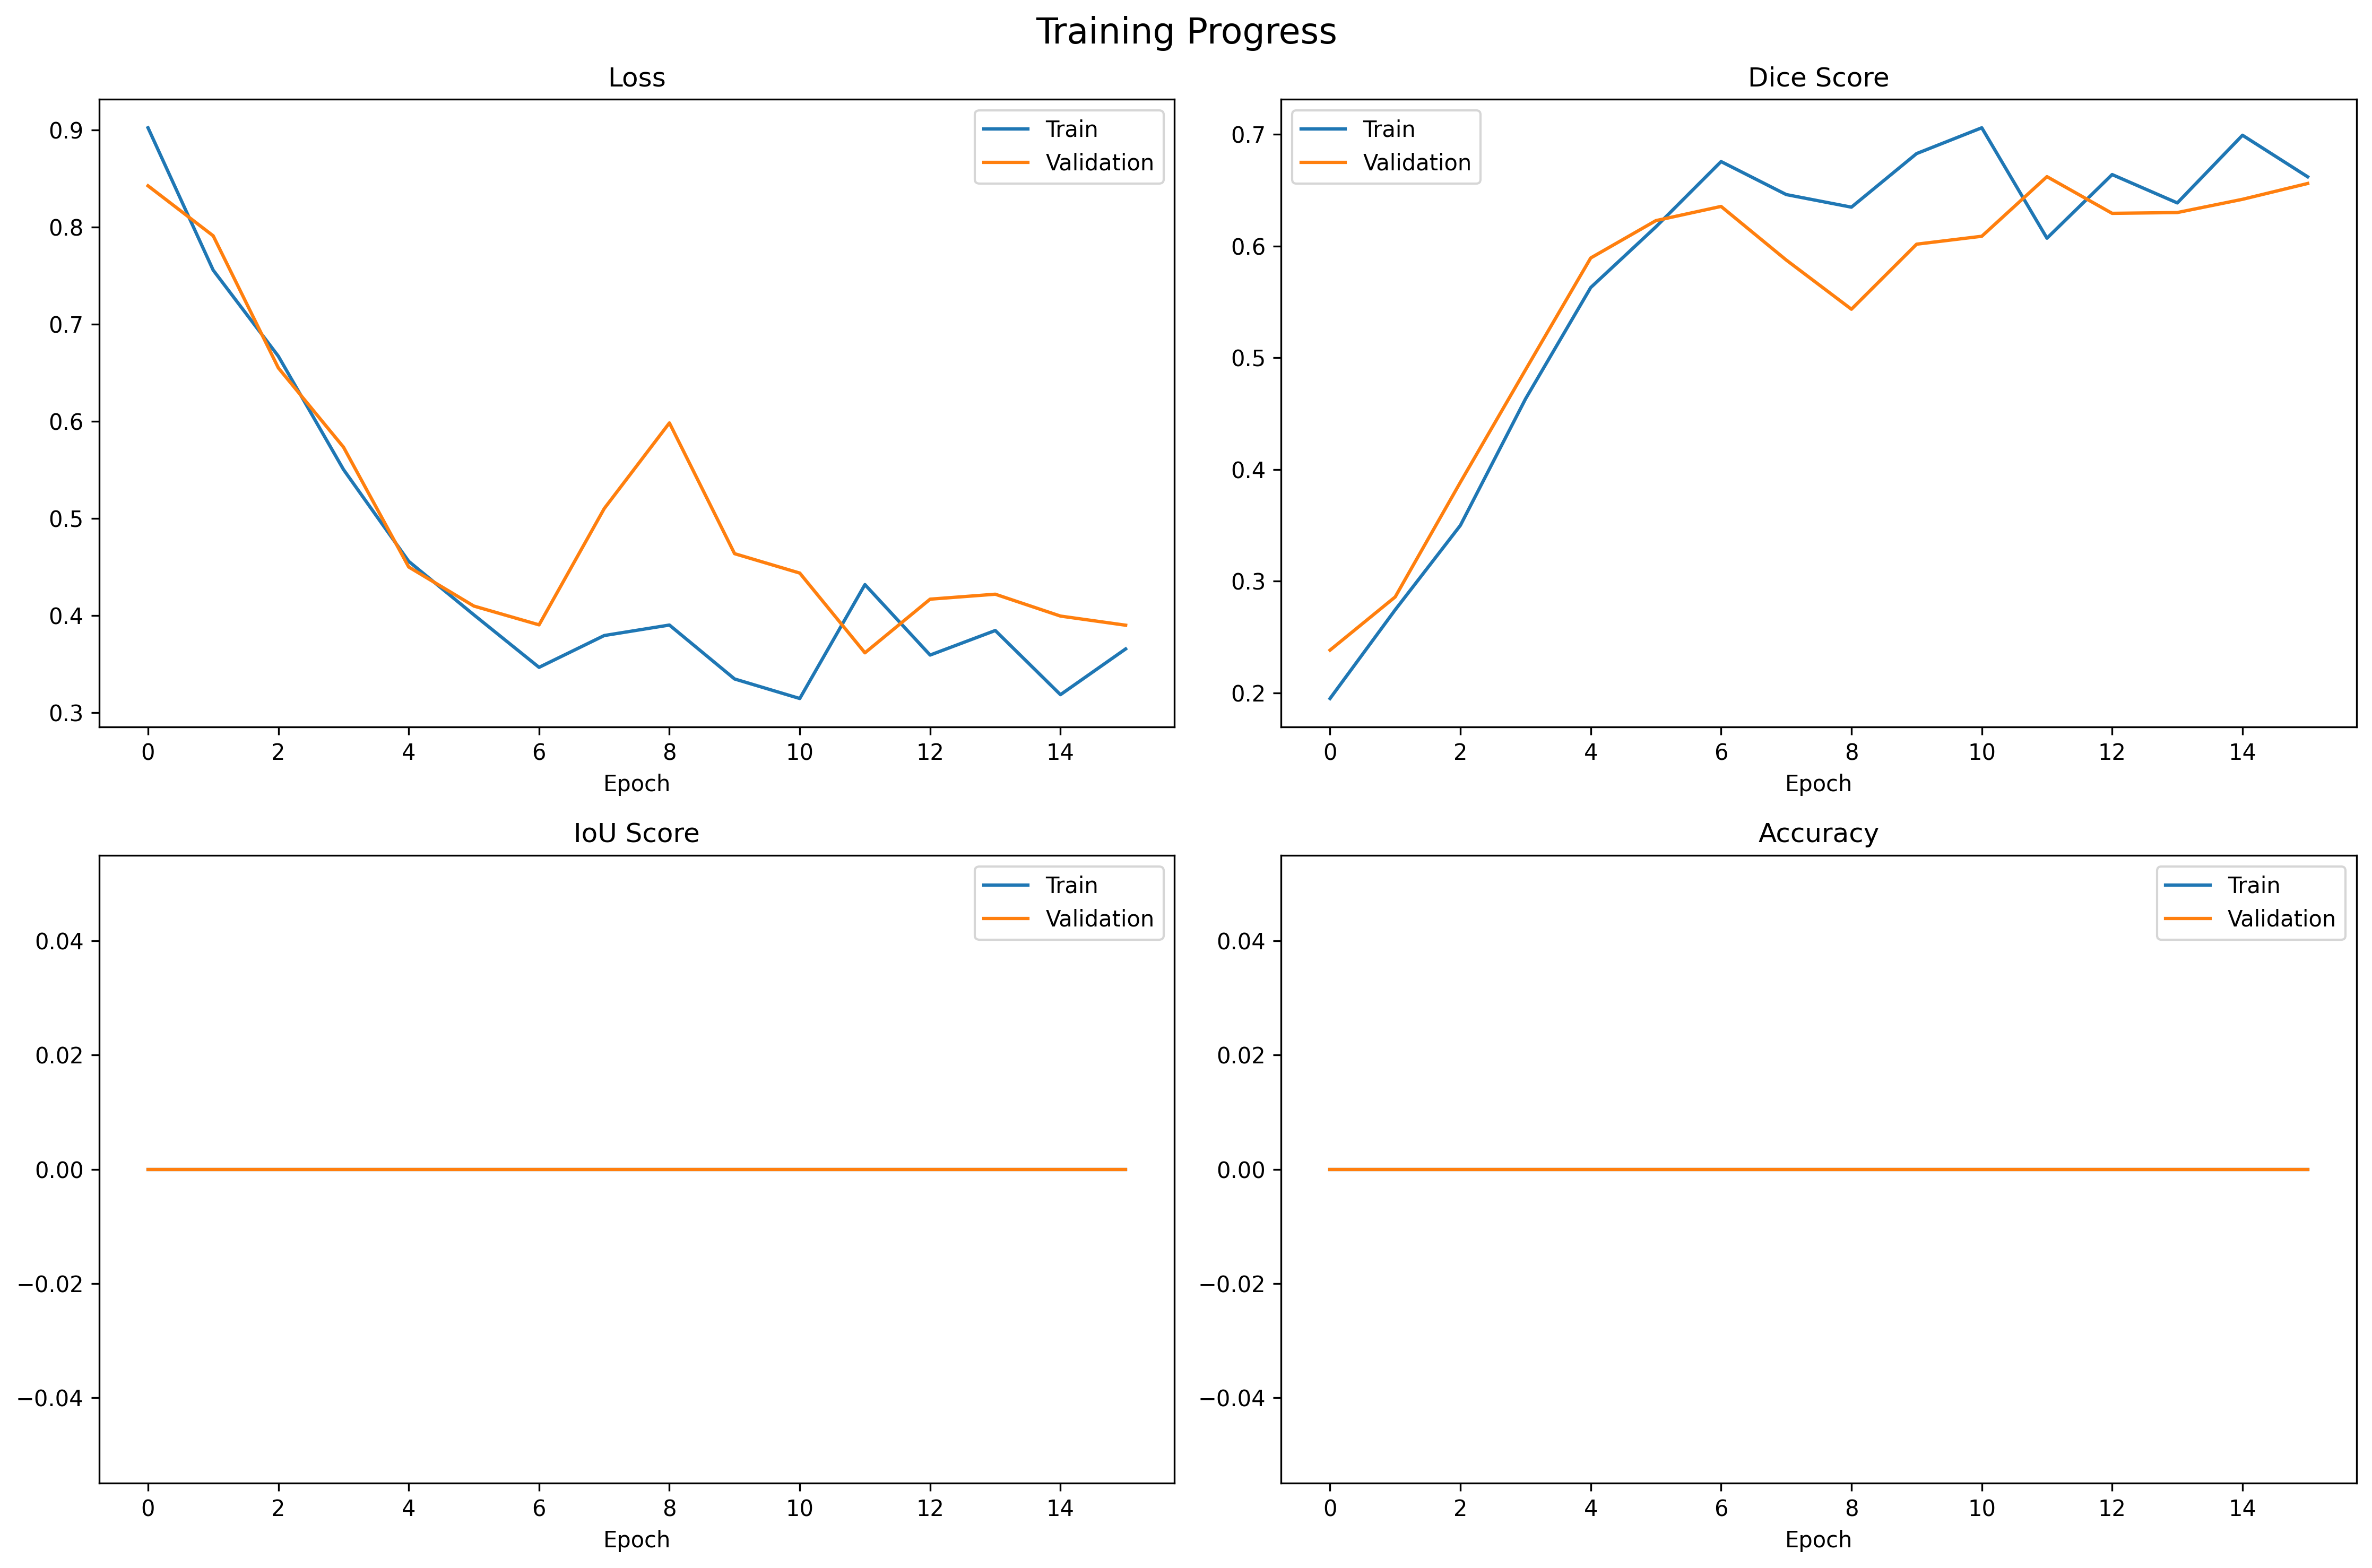 Training Progress
Loss
Train
Validation
0.9
0.8
0.7
0.6
0.5
0.4
0.3
0 2 4 6 8 10 12 14
Epoch
Dice Score
Train
Validation
0.7
0.6
0.5
0.4
0.3
0.2
0 2 4 6 8 10 12 14
Epoch
IoU Score
Train
Validation
0.04
0.02
0.00
−0.02
−0.04
0 2 4 6 8 10 12 14
Epoch
Accuracy
Train
Validation
0.04
0.02
0.00
−0.02
−0.04
0 2 4 6 8 10 12 14
Epoch